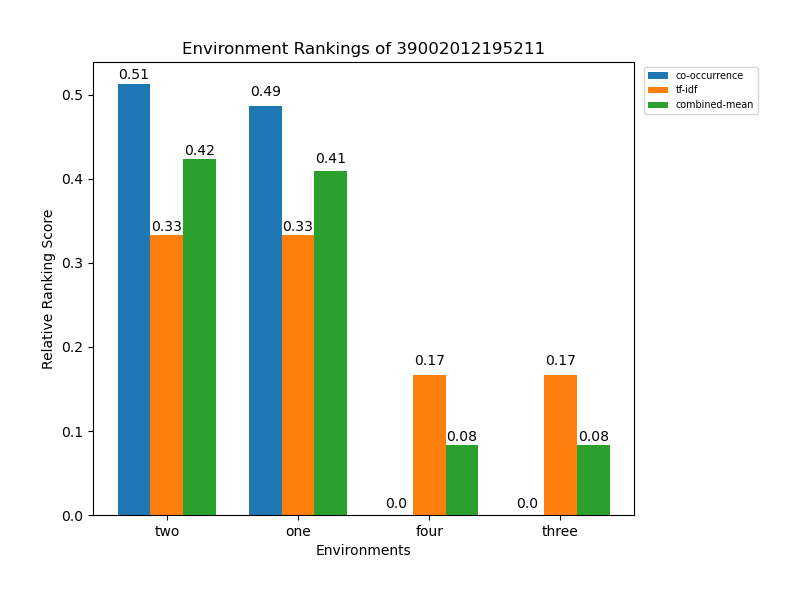 Environment Rankings of 39002012195211
co-occurrence
tf-idf
combined-mean
Relative Ranking Score
0.5
0.4
0.3
0.2
0.1
0.0
0.51
0.33
0.42
0.49
0.33
0.41
0.0
0.17
0.08
0.0
0.17
0.08
two
one
four
three
Environments